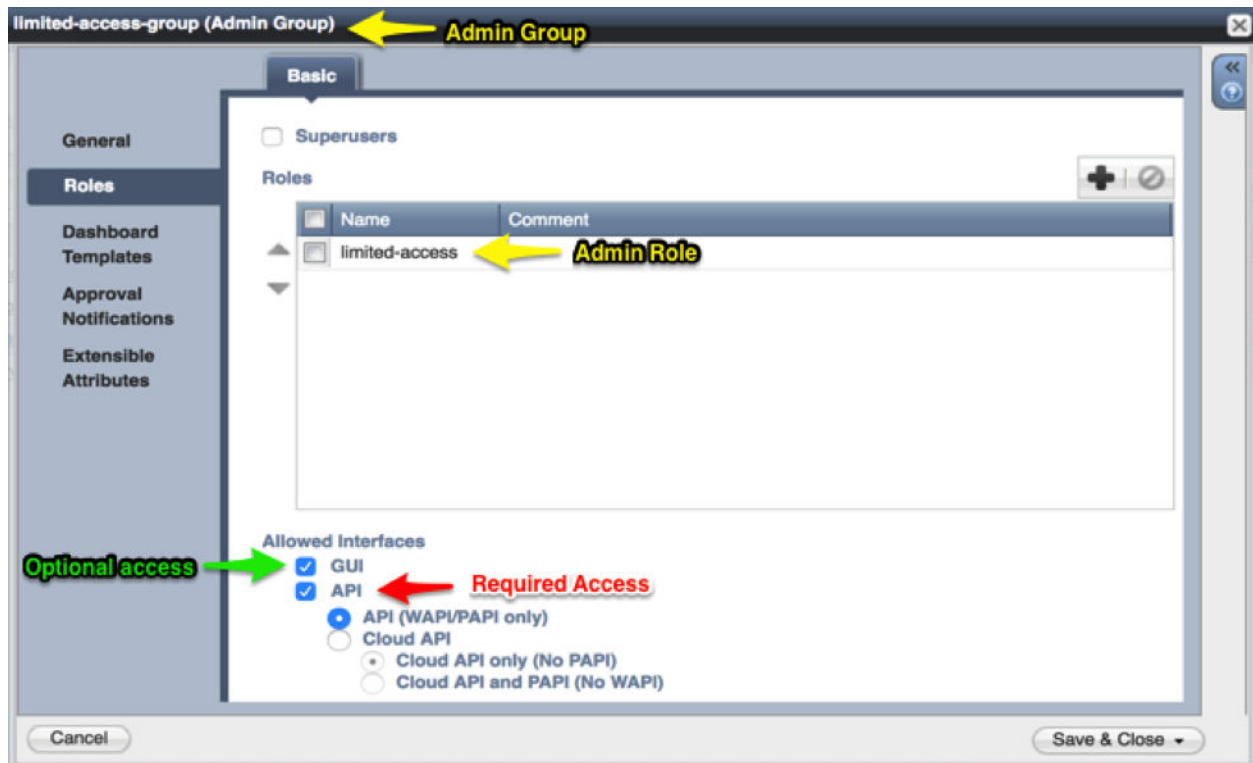 limited-access-group (Admin Group)
Admin Group
Basic
General
Roles
Dashboard
Templates
Approval
Notifications
Extensible
Attributes
Superusers
Roles
Name Comment
limited-access
Admin Role
Allowed Interfaces
Optional access
GUI
API
Required Access
API (WAPI/PAPI only)
Cloud API
Cloud API only (No PAPI)
Cloud API and PAPI (No WAPI)
Cancel
Save & Close